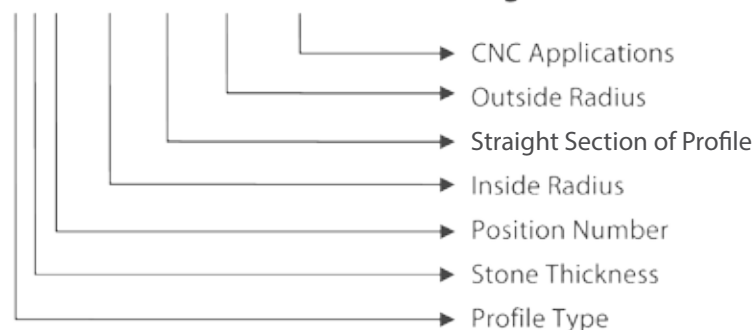 CNC Applications
Outside Radius
Straight Section of Profile
Inside Radius
Position Number
Stone Thickness
Profile Type